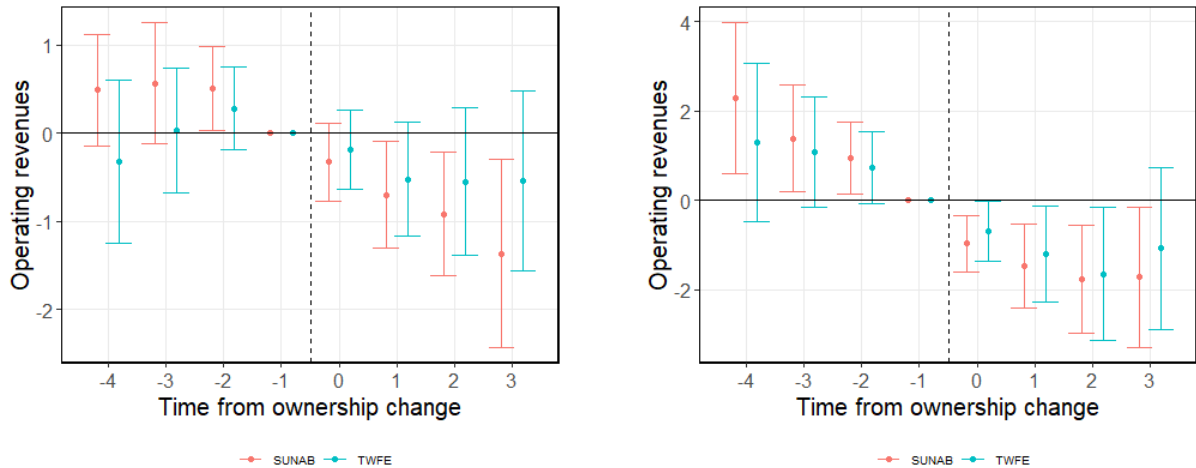 Operating revenues
1
0
-1
-2
-4 -3 -2 -1 0 1 2 3
Time from ownership change
SUNAB TWFE
Operating revenues
4
2
0
-2
-4 -3 -2 -1 0 1 2 3
Time from ownership change
SUNAB TWFE